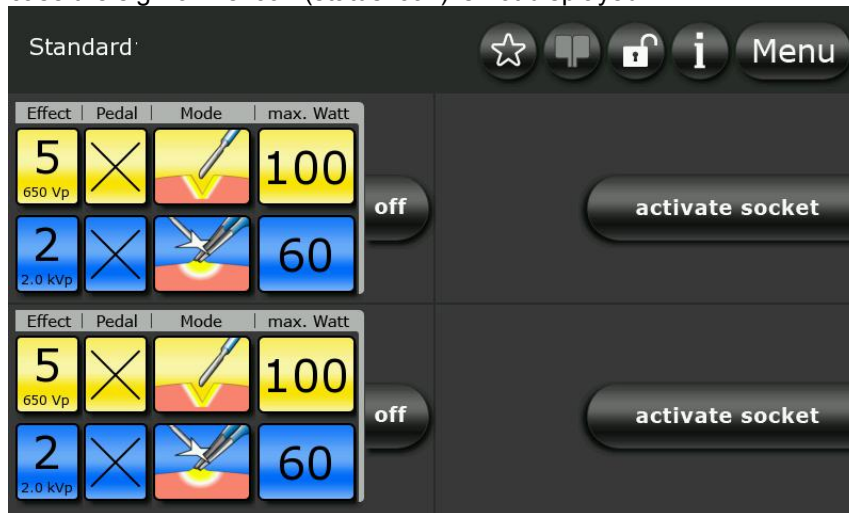 Standard
i Menu
Effect | Pedal | Mode | max. Watt
5 100
650 Vp
off
activate socket
2 60
2.0 kVp
Effect | Pedal | Mode | max. Watt
5 100
650 Vp
off
activate socket
2 60
2.0 kVp